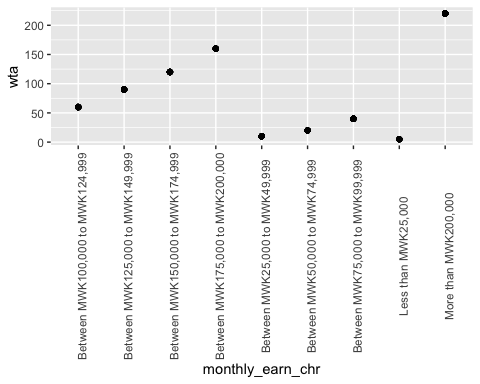 200
150
100
50
0
wta
Between MWK100,000 to MWK124,999
Between MWK125,000 to MWK149,999
Between MWK150,000 to MWK174,999
Between MWK175,000 to MWK200,000
Between MWK25,000 to MWK49,999
Between MWK50,000 to MWK74,999
Between MWK75,000 to MWK99,999
Less than MWK25,000
More than MWK200,000
monthly_earn_chr